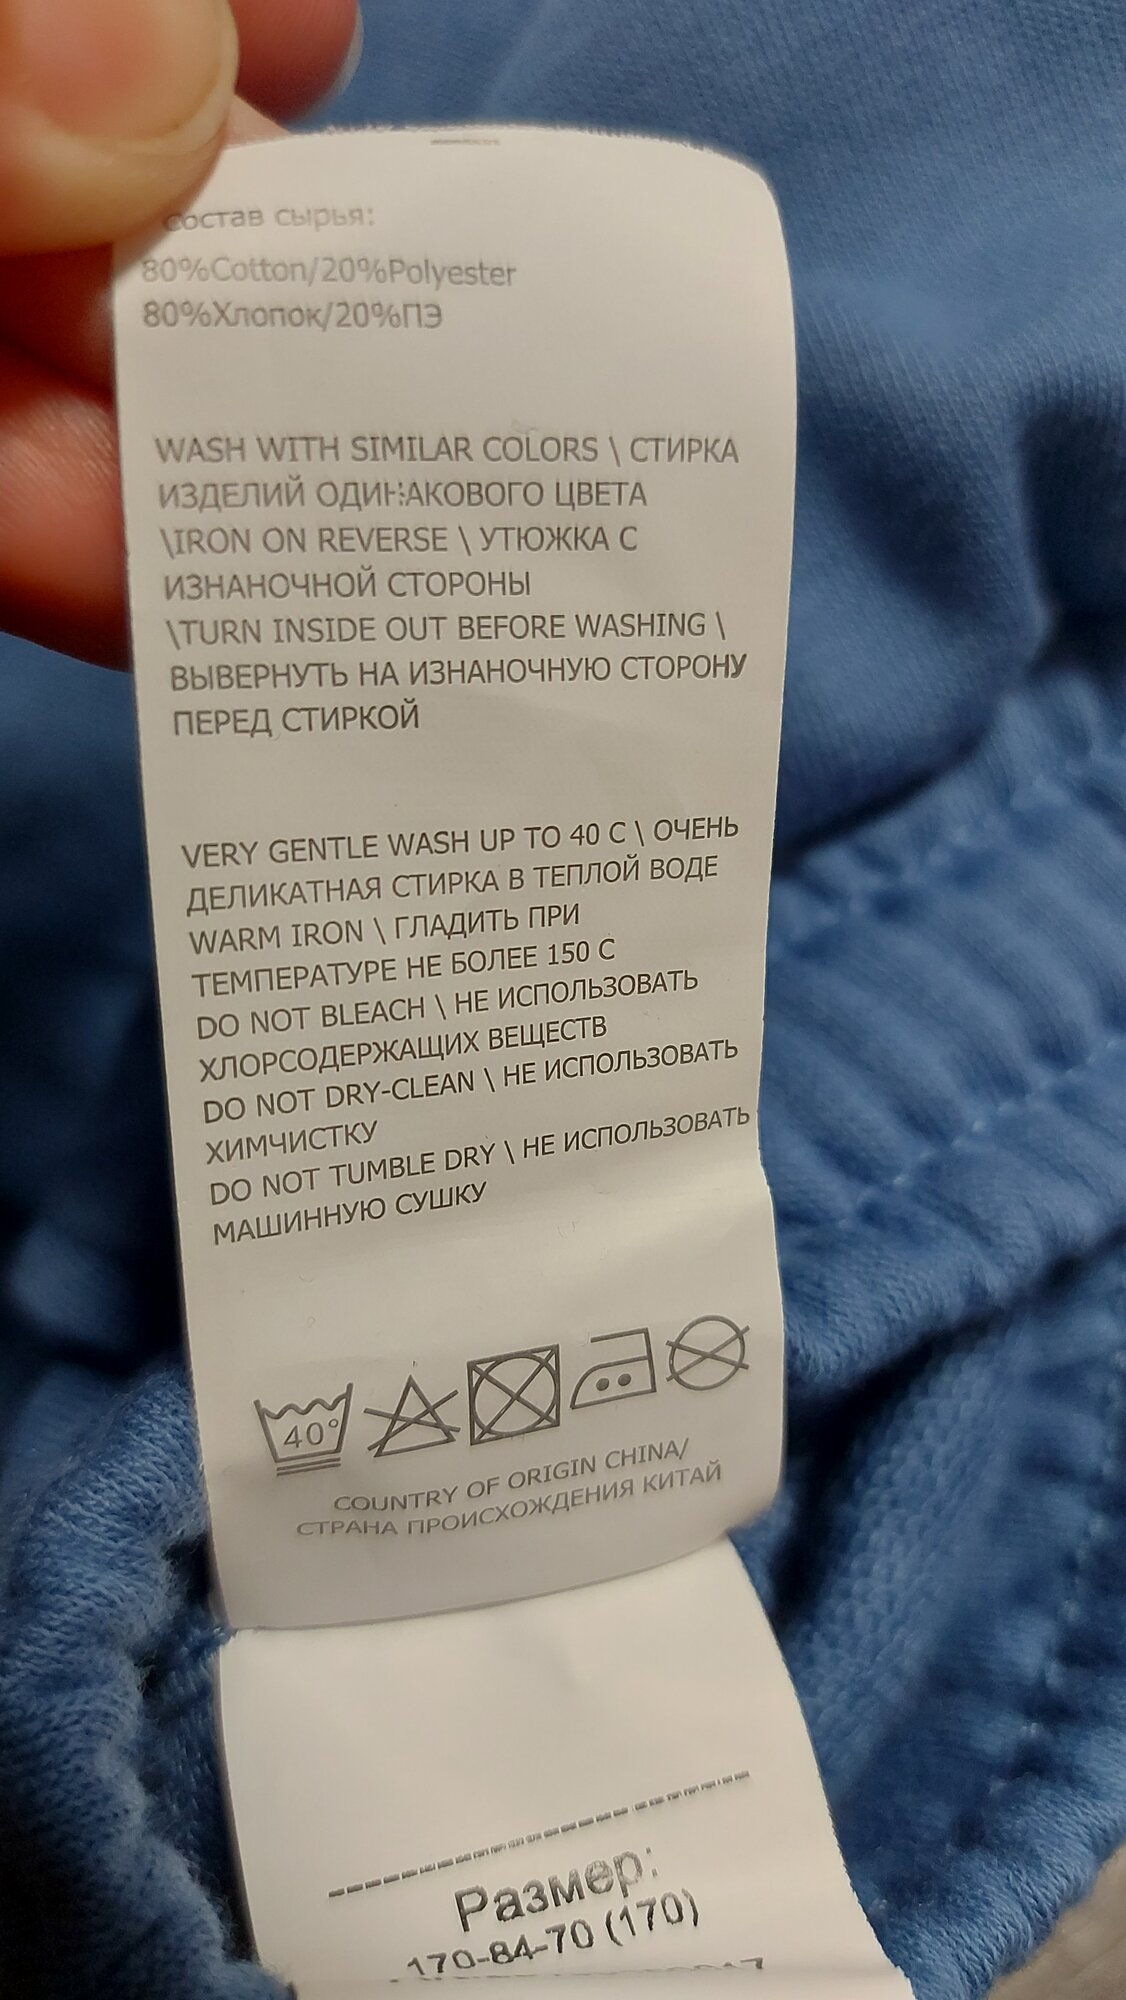 Состав сырья:
80%Cotton/20%Polyester
80%Хлопок/20%ПЭ
WASH WITH SIMILAR COLORS \ СТИРКА
ИЗДЕЛИЙ ОДИНАКОВОГО ЦВЕТА
\IRON ON REVERSE \ УТЮЖКА С
ИЗНАНОЧНОЙ СТОРОНЫ
\TURN INSIDE OUT BEFORE WASHING \
ВЫВЕРНУТЬ НА ИЗНАНОЧНУЮ СТОРОНУ
ПЕРЕД СТИРКОЙ
VERY GENTLE WASH UP TO 40 C \ ОЧЕНЬ
ДЕЛИКАТНАЯ СТИРКА В ТЕПЛОЙ ВОДЕ
WARM IRON \ ГЛАДИТЬ ПРИ
ТЕМПЕРАТУРЕ НЕ БОЛЕЕ 150 С
DO NOT BLEACH \ НЕ ИСПОЛЬЗОВАТЬ
ХЛОРСОДЕРЖАЩИХ ВЕЩЕСТВ
DO NOT DRY-CLEAN \ НЕ ИСПОЛЬЗОВАТЬ
ХИМЧИСТКУ
DO NOT TUMBLE DRY \ НЕ ИСПОЛЬЗОВАТЬ
МАШИННУЮ СУШКУ
40°
COUNTRY OF ORIGIN CHINA/
СТРАНА ПРОИСХОЖДЕНИЯ КИТАЙ
Размер:
170-84-70 (170)